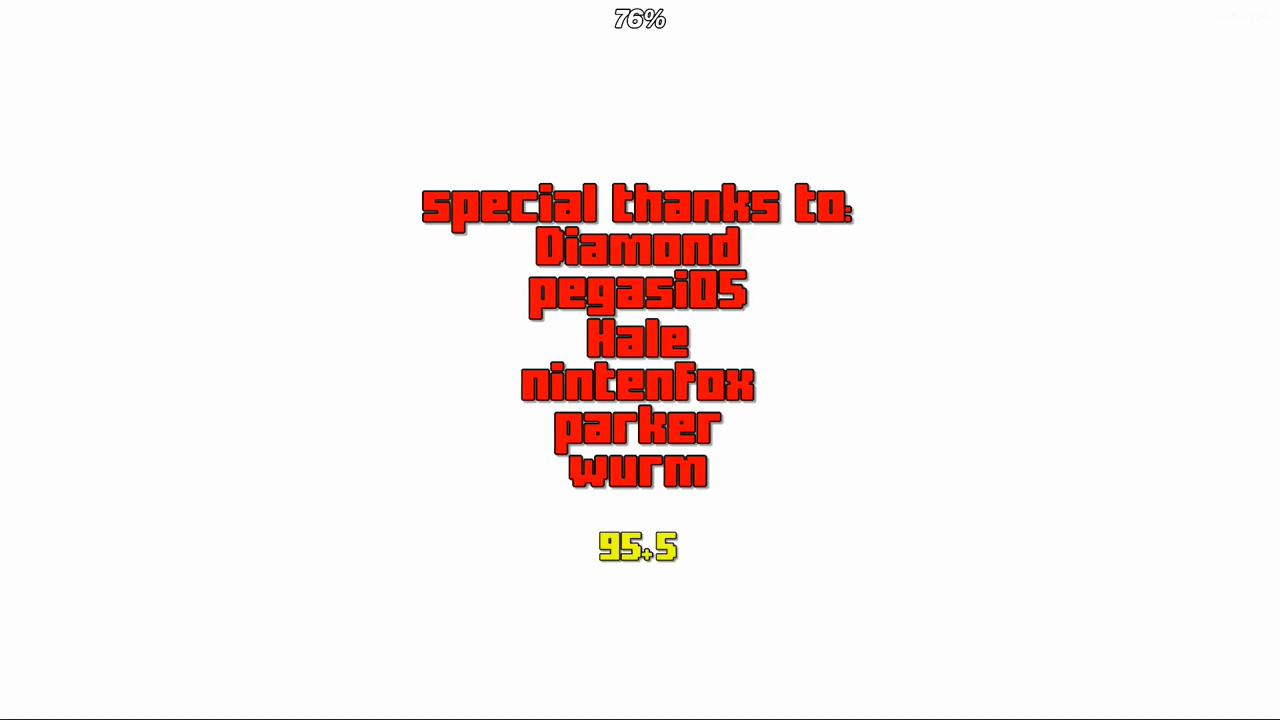 76%
special thanks to:
Diamond
pegasi05
Hale
nintenfox
parker
wurm
95+5